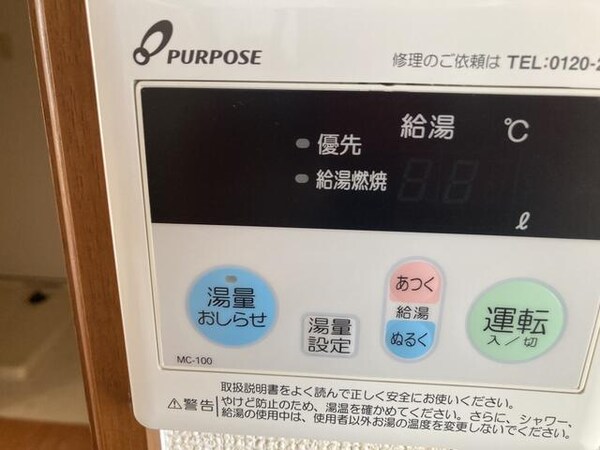 PURPOSE
修理のご依頼は TEL:0120-2
給湯 ℃
優先
給湯燃焼
ℓ
湯量
おしらせ
湯量
設定
あつく
給湯
ぬるく
運転
入/切
MC-100
取扱説明書をよく読んで正しく安全にお使いください。
⚠警告 やけど防止のため、湯温を確かめてください。さらに、シャワー、
給湯の使用中は、使用者以外お湯の温度を変更しないでください。